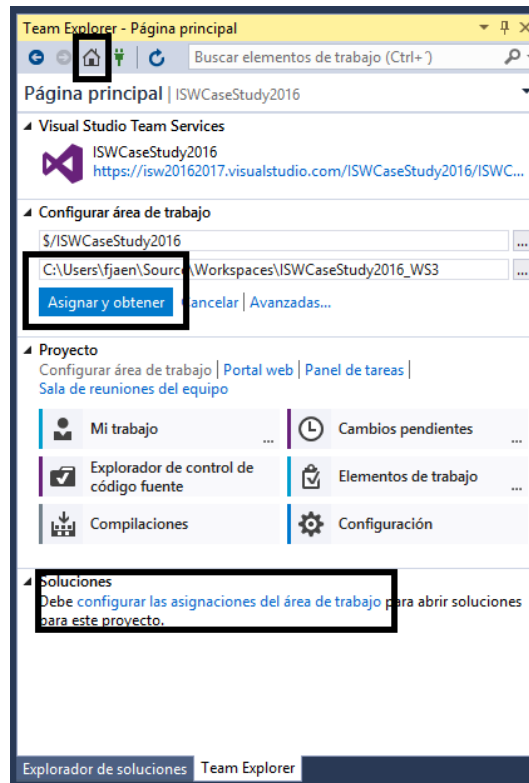 Team Explorer - Página principal
Buscar elementos de trabajo (Ctrl+´)
Página principal | ISWCaseStudy2016
Visual Studio Team Services
ISWCaseStudy2016
https://isw20162017.visualstudio.com/ISWCaseStudy2016/ISWC...
Configurar área de trabajo
$/ISWCaseStudy2016
...
C:\Users\fjaen\Source\Workspaces\ISWCaseStudy2016_WS3
...
Asignar y obtener Cancelar | Avanzadas...
Proyecto
Configurar área de trabajo | Portal web | Panel de tareas |
Sala de reuniones del equipo
Mi trabajo
...
Cambios pendientes
...
Explorador de control de
código fuente
Elementos de trabajo
...
Compilaciones
Configuración
Soluciones
Debe configurar las asignaciones del área de trabajo para abrir soluciones
para este proyecto.
Explorador de soluciones Team Explorer